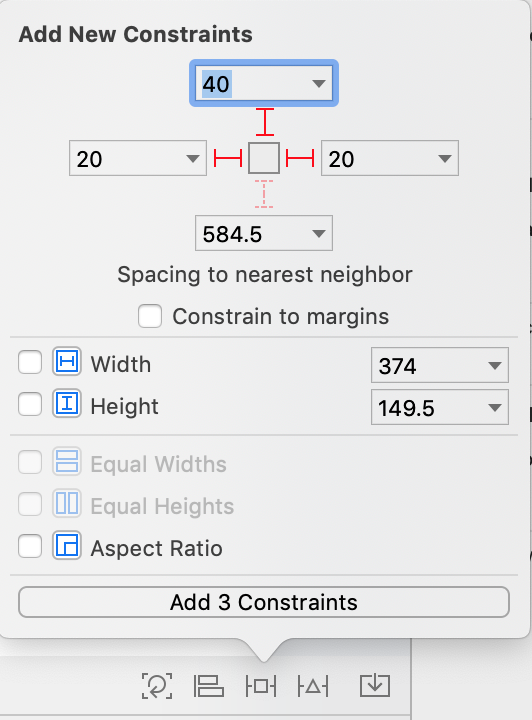 Add New Constraints
40
20
20
584.5
Spacing to nearest neighbor
Constrain to margins
Width 374
Height 149.5
Equal Widths
Equal Heights
Aspect Ratio
Add 3 Constraints